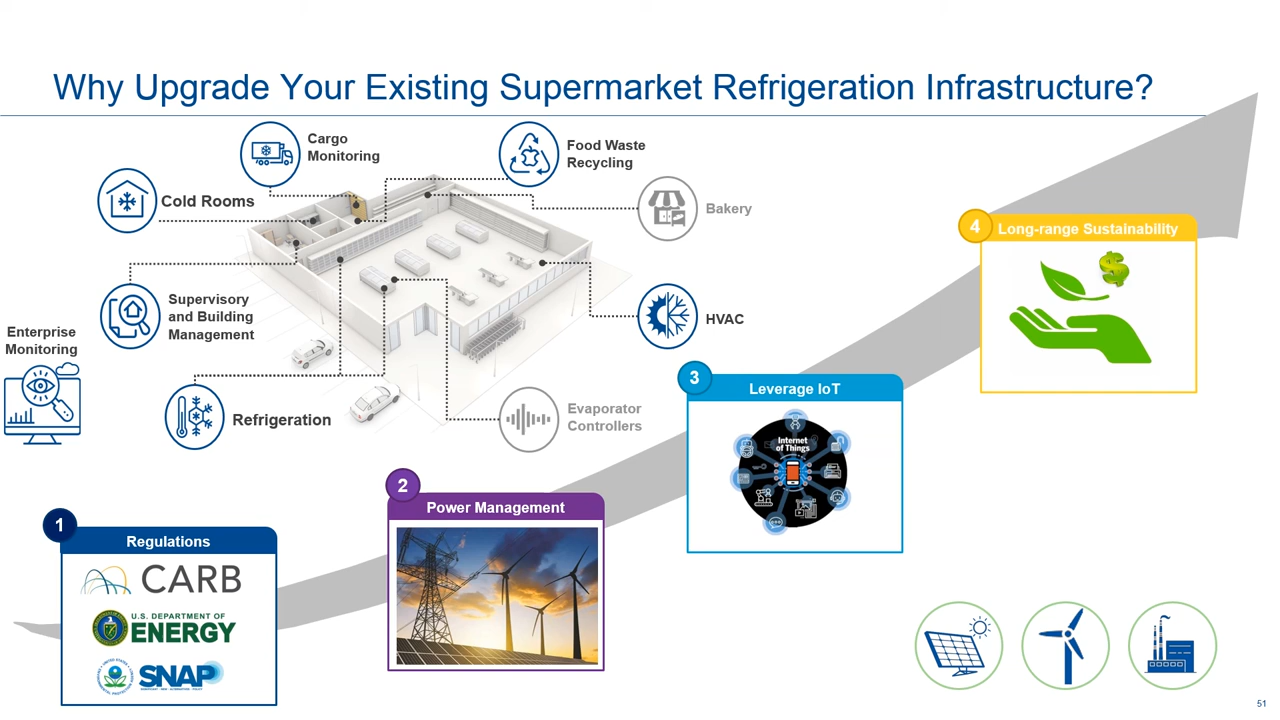 Why Upgrade Your Existing Supermarket Refrigeration Infrastructure?
Cargo
Monitoring
Food Waste
Recycling
Cold Rooms
Bakery
Supervisory
and Building
Management
HVAC
Enterprise
Monitoring
Refrigeration
Evaporator
Controllers
1
Regulations
CARB
U.S. DEPARTMENT OF
ENERGY
SNAP
2
Power Management
3
Leverage IoT
Internet
of Things
4
Long-range Sustainability
$
51